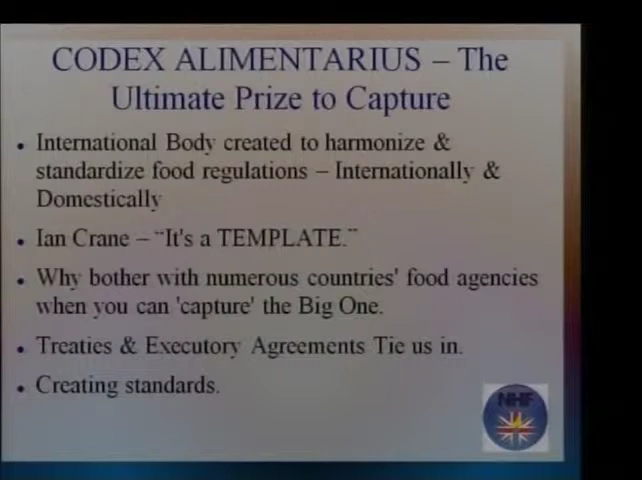 CODEX ALIMENTARIUS – The
Ultimate Prize to Capture
• International Body created to harmonize &
standardize food regulations – Internationally &
Domestically
• Ian Crane – “It's a TEMPLATE.”
• Why bother with numerous countries' food agencies
when you can 'capture' the Big One.
• Treaties & Executory Agreements Tie us in.
• Creating standards.
NHF